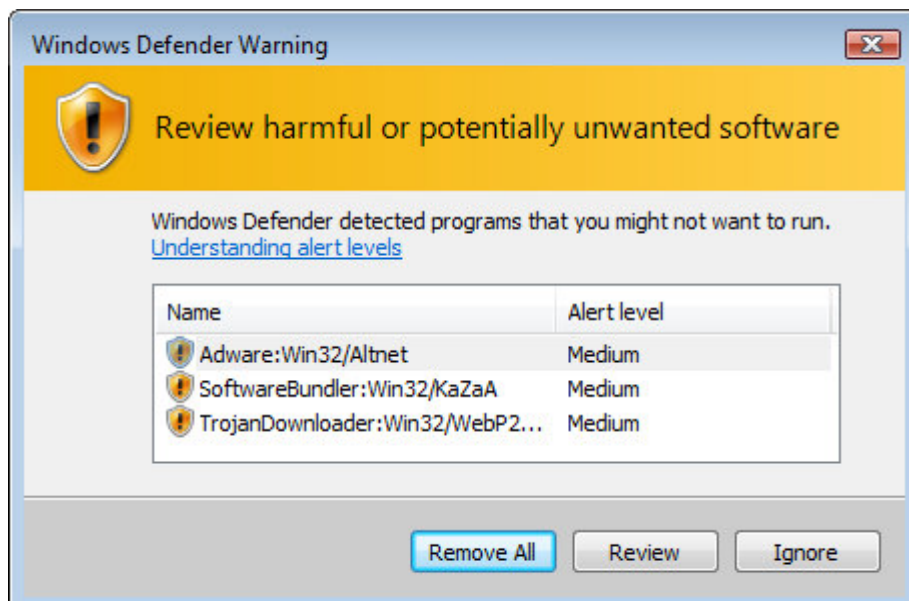 Windows Defender Warning
Review harmful or potentially unwanted software
Windows Defender detected programs that you might not want to run.
Understanding alert levels
Name Alert level
Adware:Win32/Altnet Medium
SoftwareBundler:Win32/KaZaA Medium
TrojanDownloader:Win32/WebP2... Medium
Remove All Review Ignore